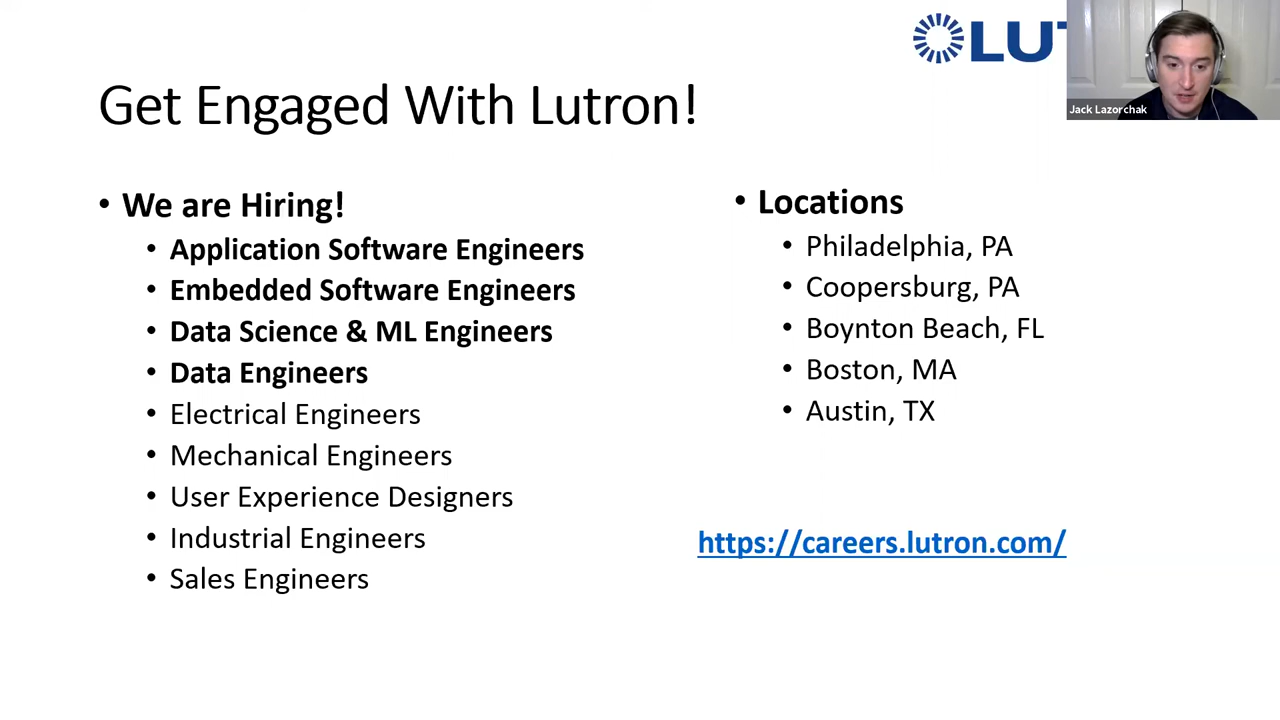 LUT
Jack Lazorchak
Get Engaged With Lutron!
• We are Hiring!
• Application Software Engineers
• Embedded Software Engineers
• Data Science & ML Engineers
• Data Engineers
• Electrical Engineers
• Mechanical Engineers
• User Experience Designers
• Industrial Engineers
• Sales Engineers
• Locations
• Philadelphia, PA
• Coopersburg, PA
• Boynton Beach, FL
• Boston, MA
• Austin, TX
https://careers.lutron.com/